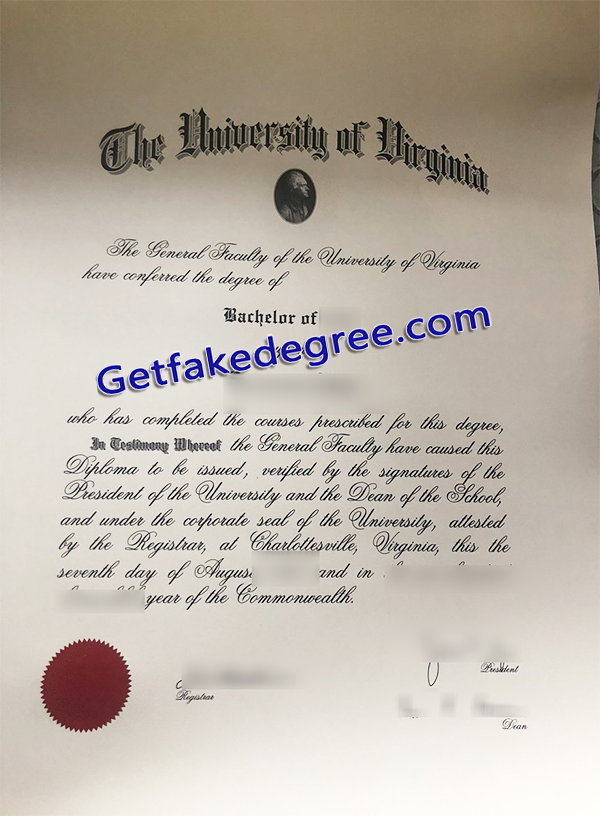 The University of Virginia
The General Faculty of the University of Virginia
have conferred the degree of
Bachelor of
Getfakedegree.com
who has completed the courses prescribed for this degree,
In Testimony Whereof the General Faculty have caused this
Diploma to be issued, verified by the signatures of the
President of the University and the Dean of the School,
and under the corporate seal of the University, attested
by the Registrar, at Charlottesville, Virginia, this the
seventh day of Augus and in
year of the Commonwealth.
President
Registrar
Dean